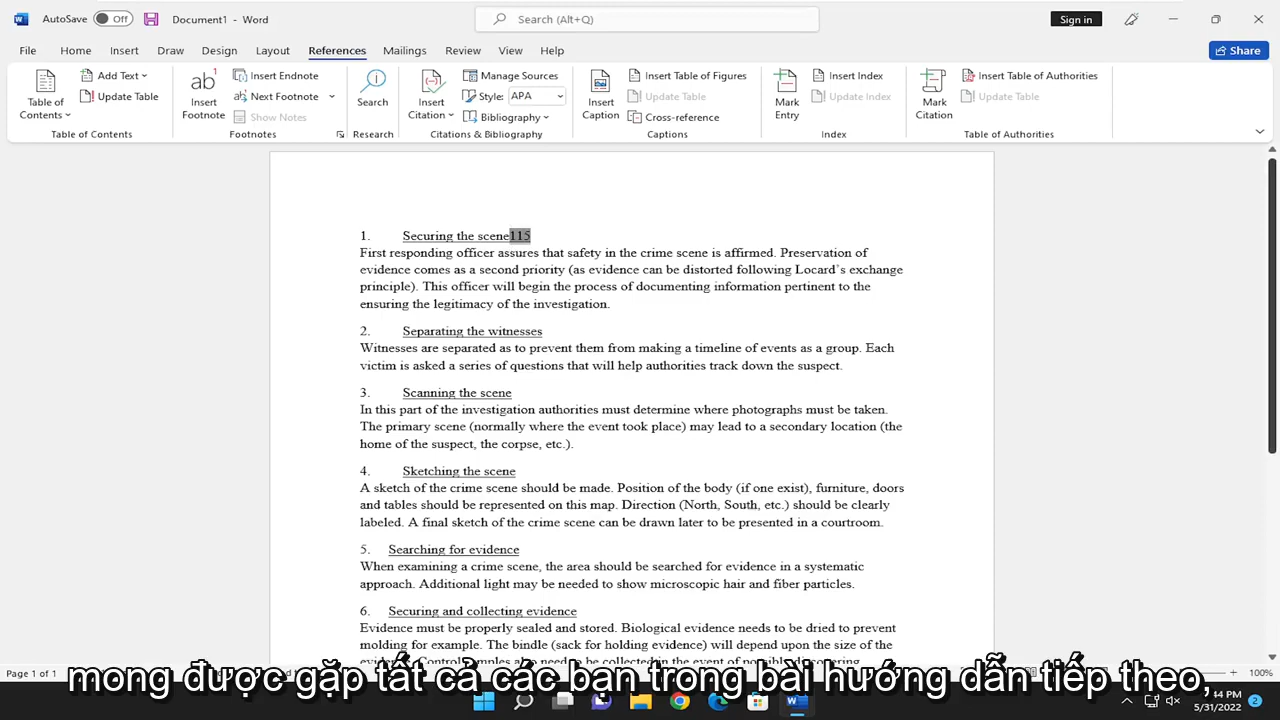 AutoSave Off Document1 - Word Search (Alt+Q) Sign in
File Home Insert Draw Design Layout References Mailings Review View Help Share
Table of Contents
Add Text
Update Table
Table of Contents
ab
Insert Footnote
Insert Endnote
Next Footnote
Show Notes
Footnotes
Search
Research
Insert Citation
Manage Sources
Style: APA
Bibliography
Citations & Bibliography
Insert Caption
Insert Table of Figures
Update Table
Cross-reference
Captions
Mark Entry
Insert Index
Update Index
Index
Mark Citation
Insert Table of Authorities
Update Table
Table of Authorities
1. Securing the scene115
First responding officer assures that safety in the crime scene is affirmed. Preservation of
evidence comes as a second priority (as evidence can be distorted following Locard's exchange
principle). This officer will begin the process of documenting information pertinent to the
ensuring the legitimacy of the investigation.
2. Separating the witnesses
Witnesses are separated as to prevent them from making a timeline of events as a group. Each
victim is asked a series of questions that will help authorities track down the suspect.
3. Scanning the scene
In this part of the investigation authorities must determine where photographs must be taken.
The primary scene (normally where the event took place) may lead to a secondary location (the
home of the suspect, the corpse, etc.).
4. Sketching the scene
A sketch of the crime scene should be made. Position of the body (if one exist), furniture, doors
and tables should be represented on this map. Direction (North, South, etc.) should be clearly
labeled. A final sketch of the crime scene can be drawn later to be presented in a courtroom.
5. Searching for evidence
When examining a crime scene, the area should be searched for evidence in a systematic
approach. Additional light may be needed to show microscopic hair and fiber particles.
6. Securing and collecting evidence
Evidence must be properly sealed and stored. Biological evidence needs to be dried to prevent
molding for example. The bindle (sack for holding evidence) will depend upon the size of the
Page 1 of 1 100%
mong được gặp tất cả các bạn trong bài hướng dẫn tiếp theo,
44 PM
5/31/2022 2